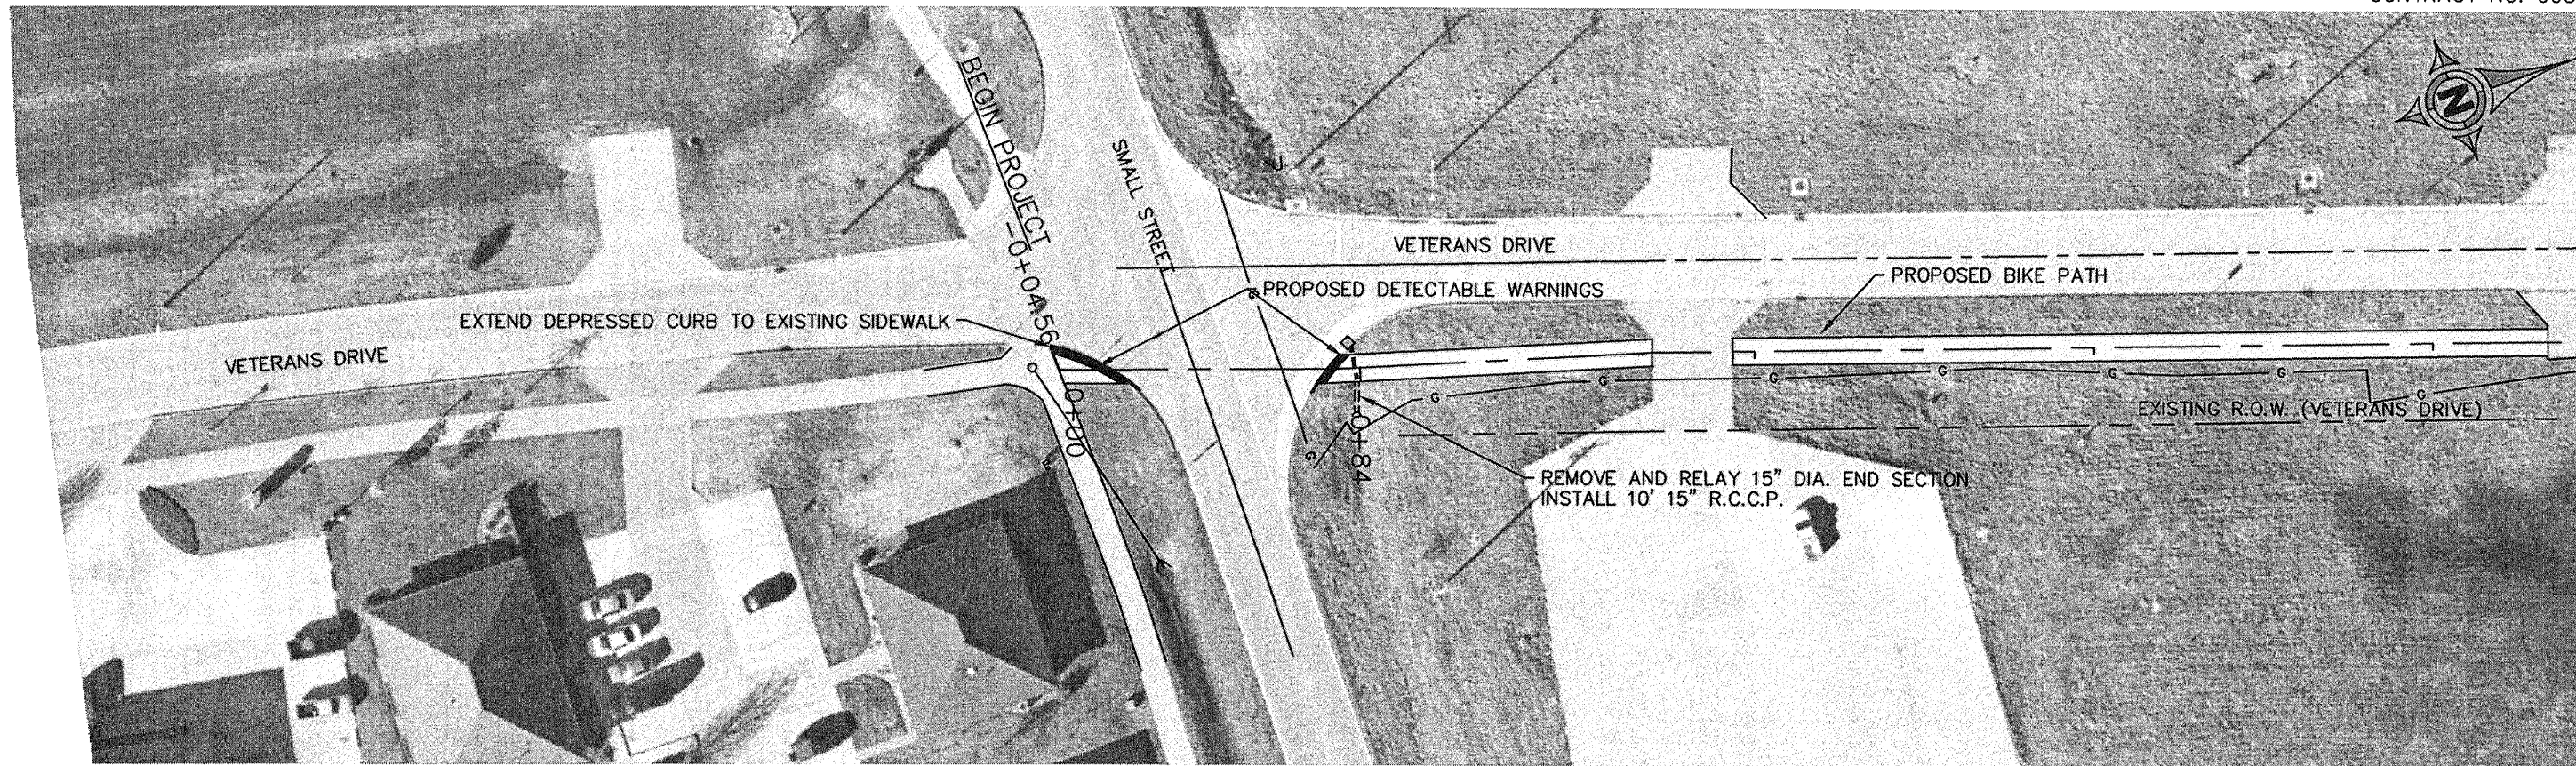 N
BEGIN PROJECT
-0+04.56
SMALL STREET
VETERANS DRIVE
PROPOSED DETECTABLE WARNINGS
PROPOSED BIKE PATH
EXTEND DEPRESSED CURB TO EXISTING SIDEWALK
VETERANS DRIVE
0+00
0+84
G
G
G
G
G
G
G
G
G
EXISTING R.O.W. (VETERANS DRIVE)
REMOVE AND RELAY 15" DIA. END SECTION
INSTALL 10' 15" R.C.C.P.